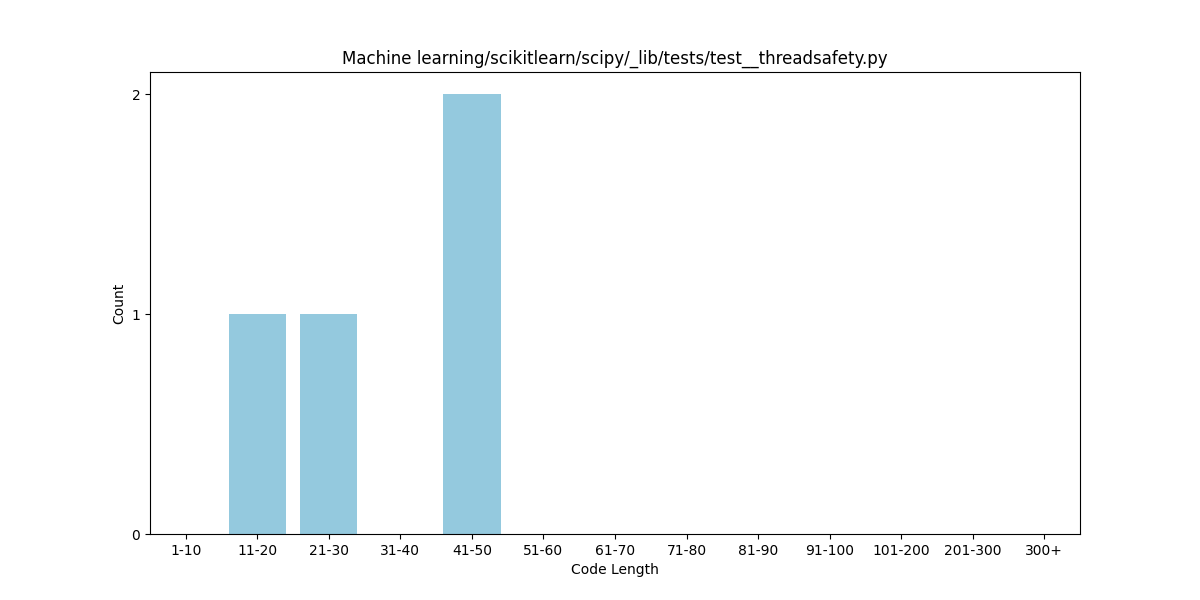 Machine learning/scikitlearn/scipy/_lib/tests/test__threadsafety.py
2
1
0
Count
1-10 11-20 21-30 31-40 41-50 51-60 61-70 71-80 81-90 91-100 101-200 201-300 300+
Code Length